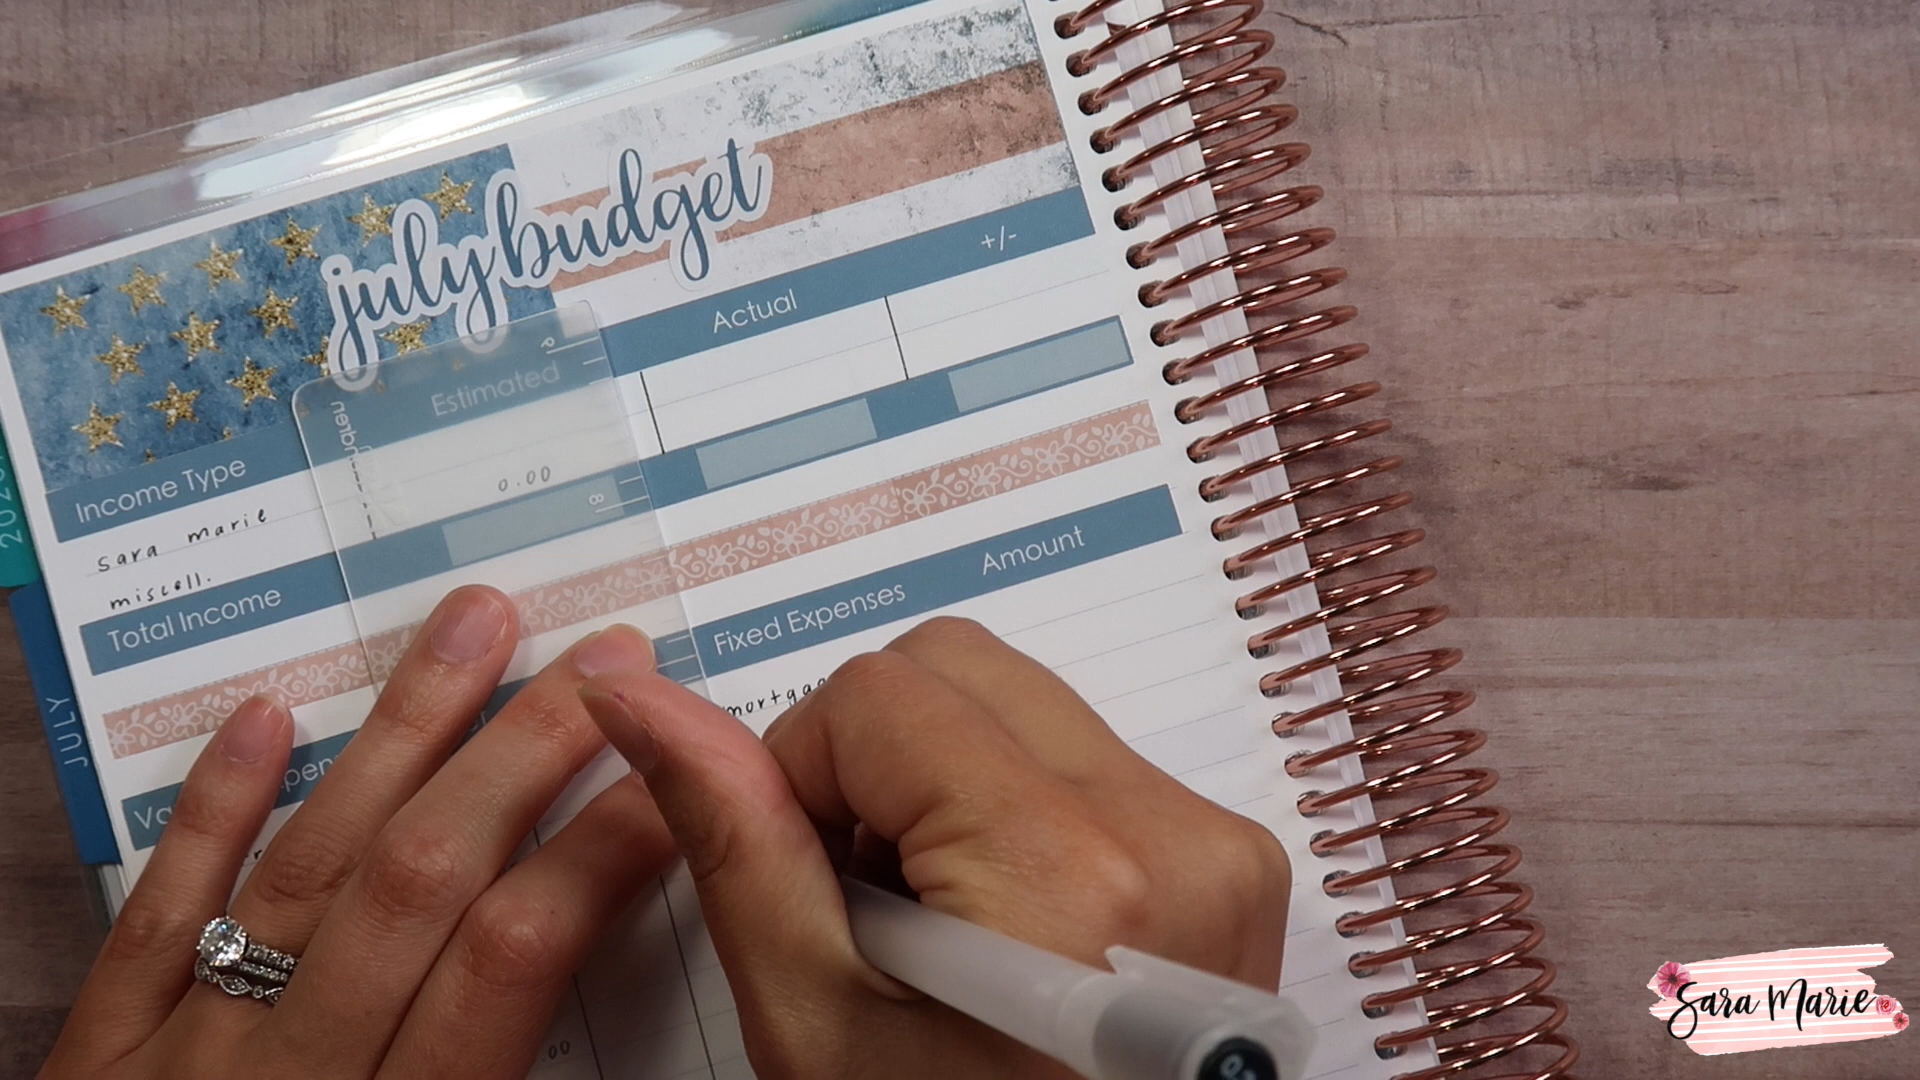 july budget
Income Type Estimated Actual +/-
sara marie
miscell. 0.00
Total Income
Fixed Expenses Amount
JULY
.00
Sara Marie